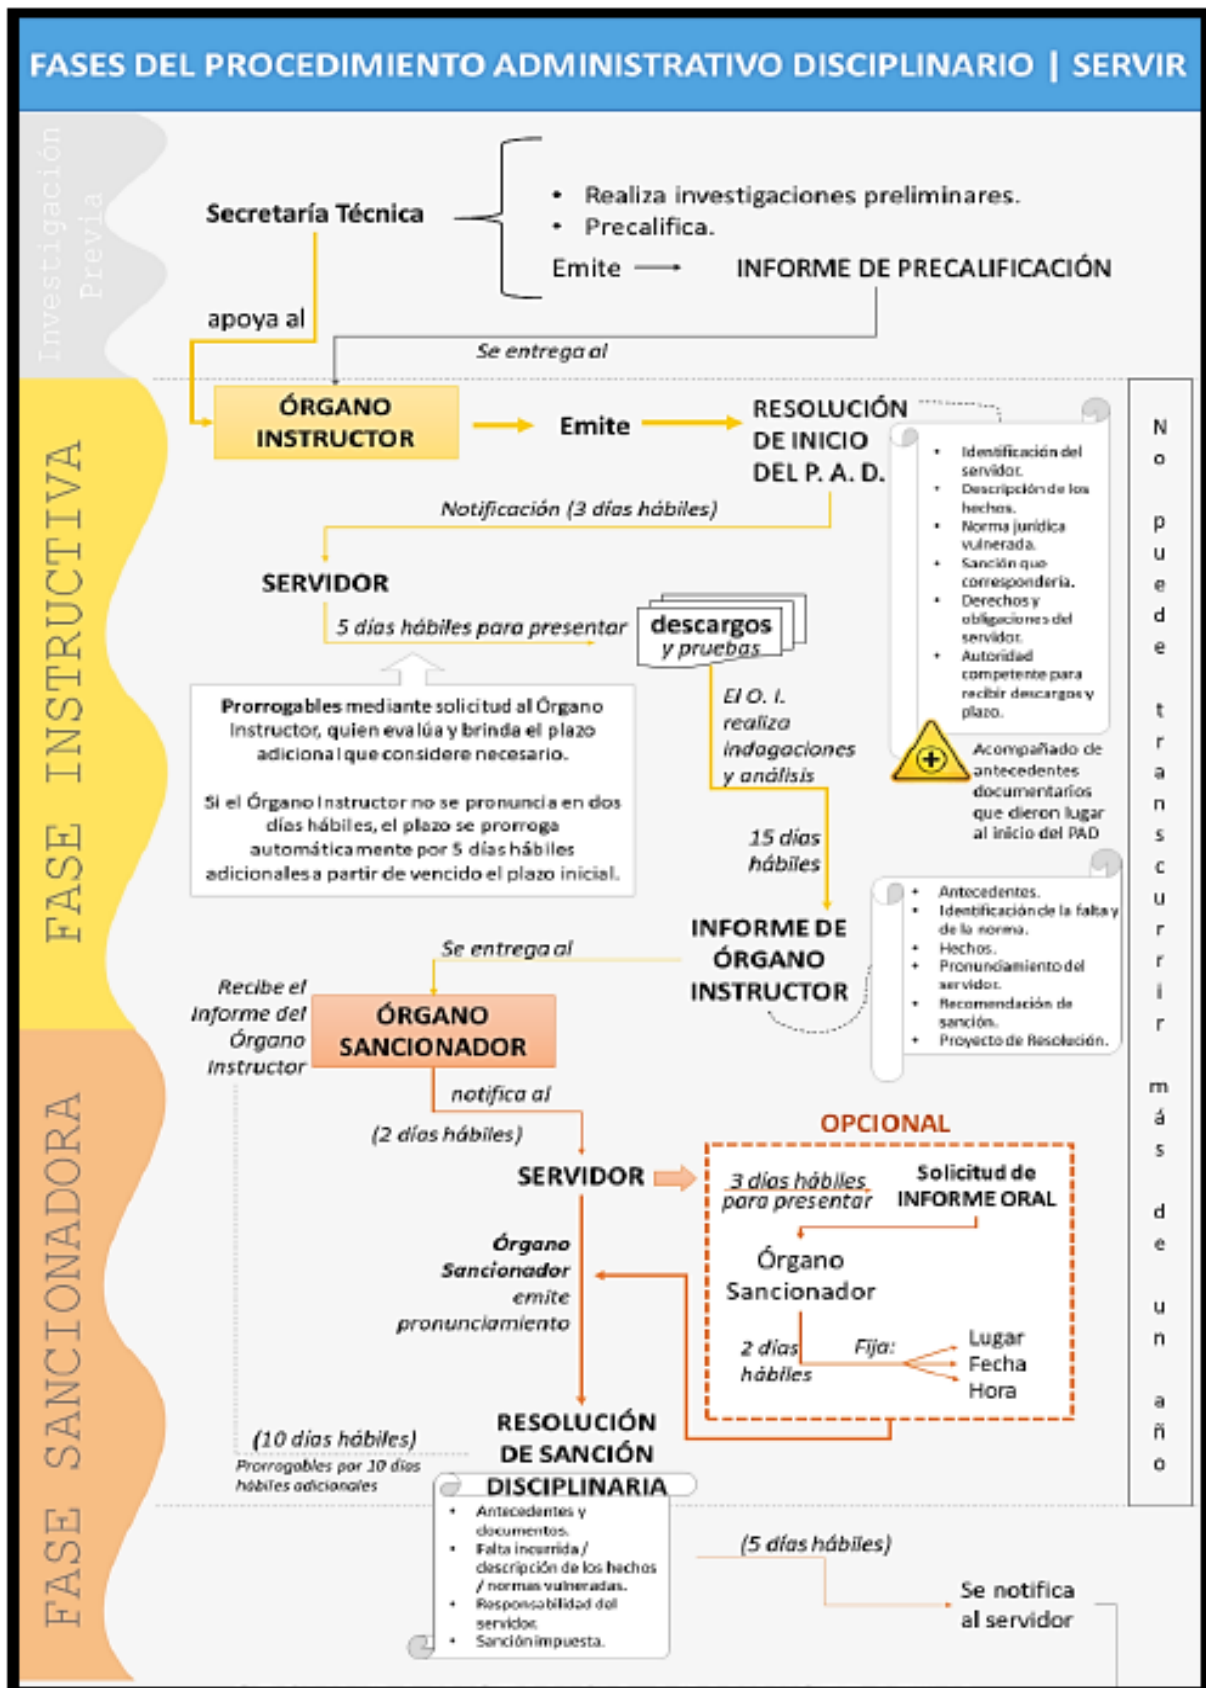 FASES DEL PROCEDIMIENTO ADMINISTRATIVO DISCIPLINARIO | SERVIR
Investigación
Previa
Secretaría Técnica
• Realiza investigaciones preliminares.
• Precalifica.
Emite
INFORME DE PRECALIFICACIÓN
apoya al
Se entrega al
FASE INSTRUCTIVA
ÓRGANO
INSTRUCTOR
Emite
RESOLUCIÓN
DE INICIO
DEL P. A. D.
• Identificación del
servidor.
• Descripción de los
hechos.
• Norma jurídica
vulnerada.
• Sanción que
correspondería.
• Derechos y
obligaciones del
servidor.
• Autoridad
competente para
recibir descargos y
plazo.
Acompañado de
antecedentes
documentarios
que dieron lugar
al inicio del PAD
No puede transcurrir más de un año
Notificación (3 días hábiles)
SERVIDOR
5 días hábiles para presentar
descargos
y pruebas
Prorrogables mediante solicitud al Órgano
Instructor, quien evalúa y brinda el plazo
adicional que considere necesario.
Si el Órgano Instructor no se pronuncia en dos
días hábiles, el plazo se prorroga
automáticamente por 5 días hábiles
adicionales a partir de vencido el plazo inicial.
El O. I.
realiza
indagaciones
y análisis
15 días
hábiles
INFORME DE
ÓRGANO
INSTRUCTOR
• Antecedentes.
• Identificación de la falta y
de la norma.
• Hechos.
• Pronunciamiento del
servidor.
• Recomendación de
sanción.
• Proyecto de Resolución.
Se entrega al
Recibe el
Informe del
Órgano
Instructor
FASE SANCIONADORA
ÓRGANO
SANCIONADOR
notifica al
(2 días hábiles)
SERVIDOR
OPCIONAL
3 días hábiles
para presentar
Solicitud de
INFORME ORAL
Órgano
Sancionador
2 días
hábiles
Fija:
Lugar
Fecha
Hora
Órgano
Sancionador
emite
pronunciamiento
(10 días hábiles)
Prorrogables por 10 días
hábiles adicionales
RESOLUCIÓN
DE SANCIÓN
DISCIPLINARIA
• Antecedentes y
documentos.
• Falta incurrida /
descripción de los hechos
/ normas vulneradas.
• Responsabilidad del
servidor.
• Sanción impuesta.
(5 días hábiles)
Se notifica
al servidor